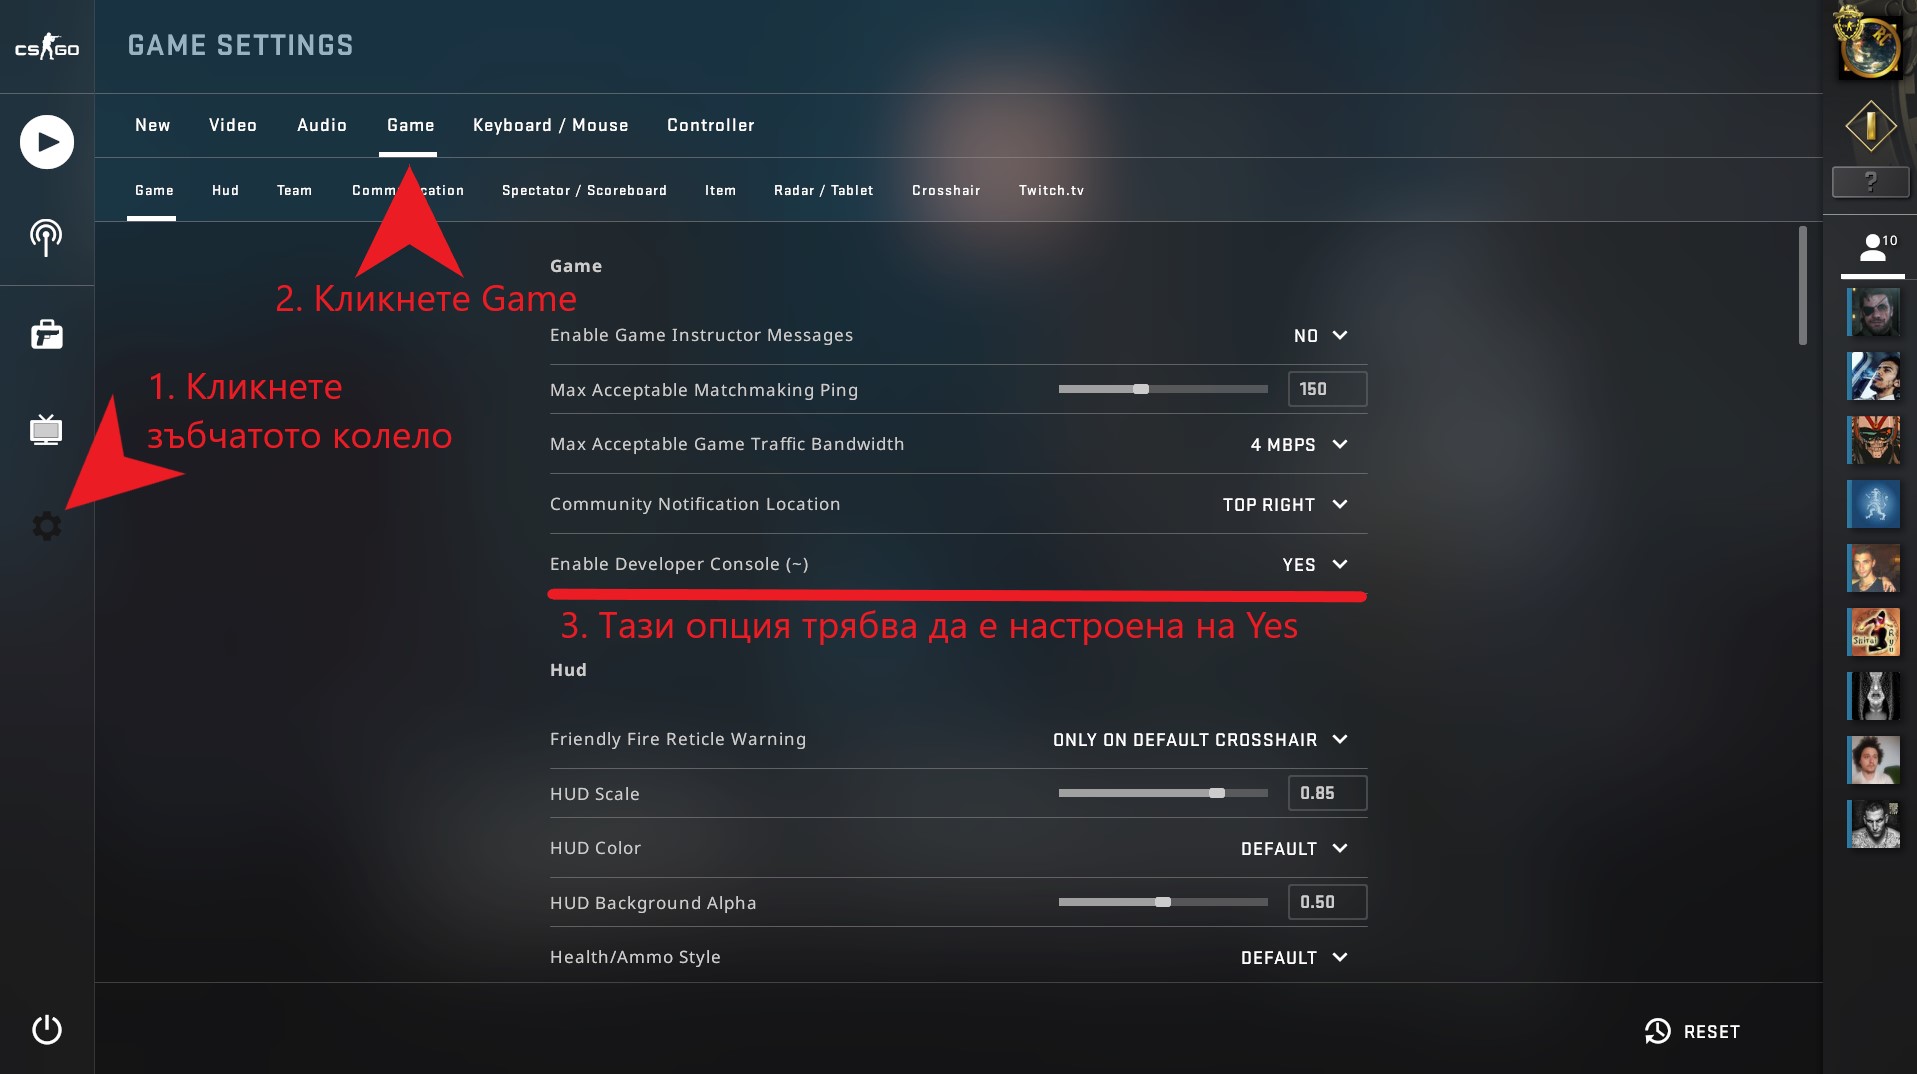 CS GO
GAME SETTINGS
New Video Audio Game Keyboard / Mouse Controller
Game Hud Team Spectator / Scoreboard Item Radar / Tablet Crosshair Twitch.tv
?
10
Game
2. Кликнете Game
Enable Game Instructor Messages NO
1. Кликнете
зъбчатото колело
Max Acceptable Matchmaking Ping 150
Max Acceptable Game Traffic Bandwidth 4 MBPS
Community Notification Location TOP RIGHT
Enable Developer Console (~) YES
3. Тази опция трябва да е настроена на Yes
Hud
Friendly Fire Reticle Warning ONLY ON DEFAULT CROSSHAIR
HUD Scale 0.85
HUD Color DEFAULT
HUD Background Alpha 0.50
Health/Ammo Style DEFAULT
RESET